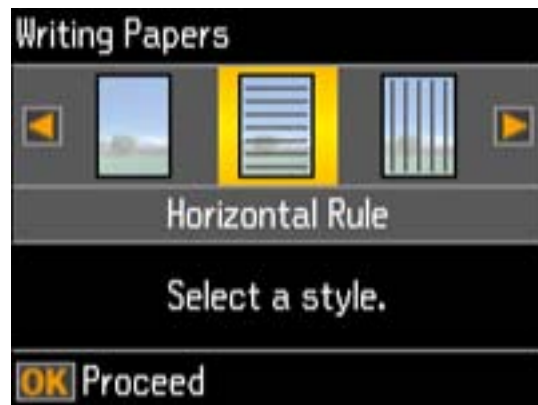 Writing Papers
Horizontal Rule
Select a style.
OK Proceed